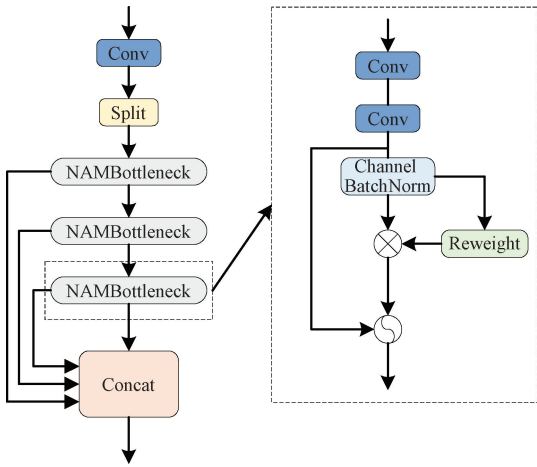 Conv
Split
NAMBottleneck
NAMBottleneck
NAMBottleneck
Concat
Conv
Conv
Channel
BatchNorm
Reweight